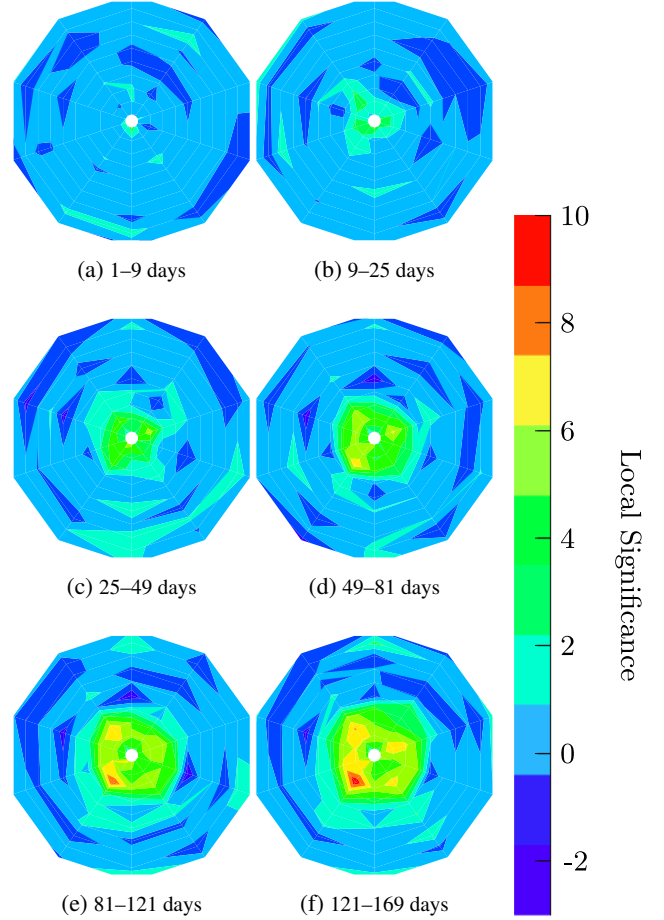 (a) 1–9 days
(b) 9–25 days
10
8
(c) 25–49 days
(d) 49–81 days
6
4
2
0
-2
Local Significance
(e) 81–121 days
(f) 121–169 days